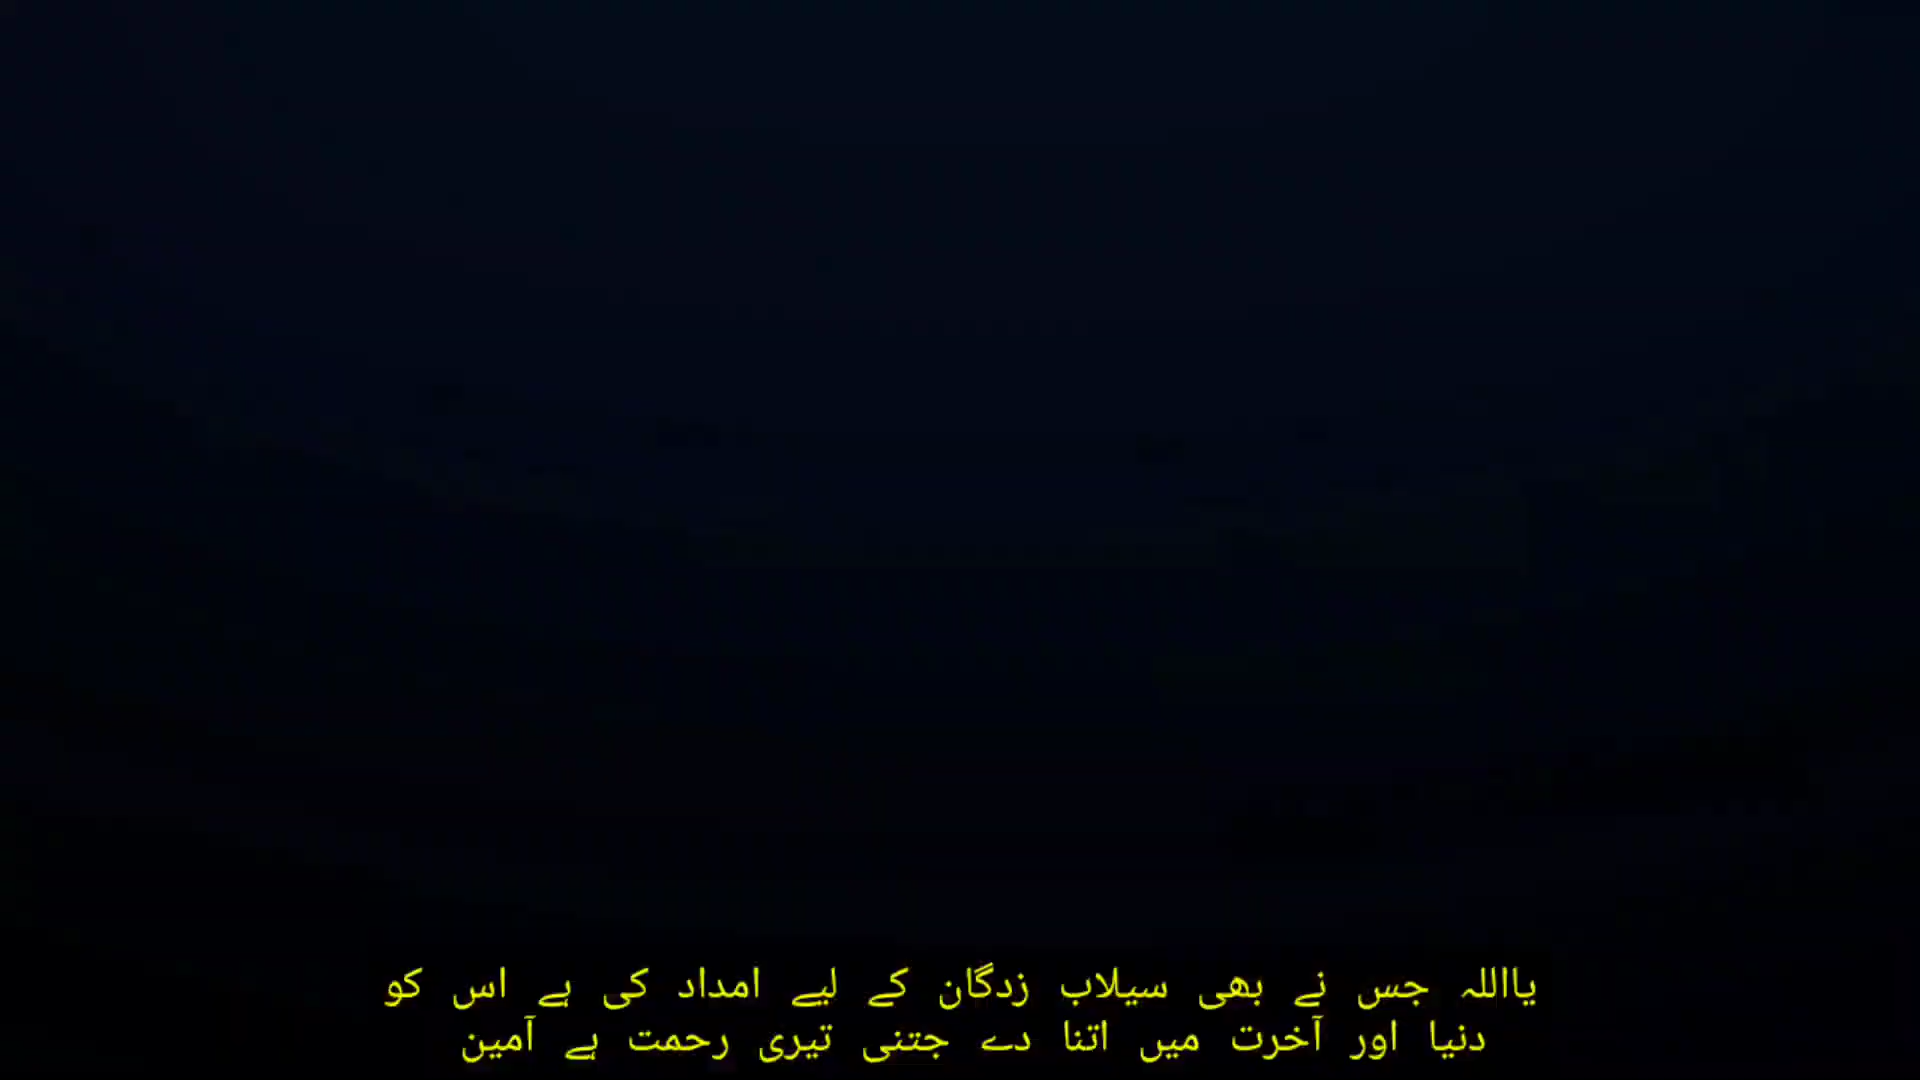 یااللہ جس نے بھی سیلاب زدگان کے لیے امداد کی ہے اس کو
دنیا اور آخرت میں اتنا دے جتنی تیری رحمت ہے آمین